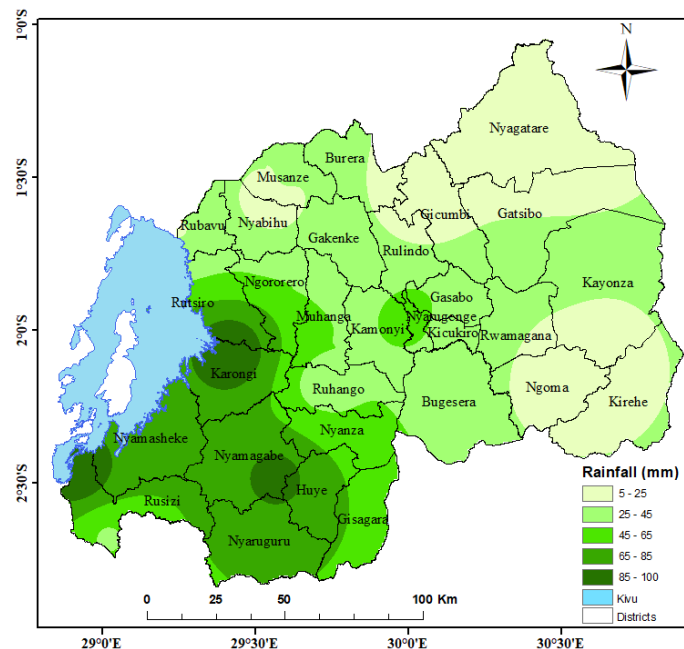 1°0'S
N
Nyagatare
Burera
1°30'S
Musanze
Gicumbi
Gatsibo
Rubavu
Nyabihu
Gakenke
Rulindo
Ngororero
Kayonza
Rutsiro
Gasabo
2°0'S
Muhanga
Kamonyi
Nyarugenge
Kicukiro
Rwamagana
Karongi
Ruhango
Bugesera
Ngoma
Kirehe
Nyamasheke
Nyanza
Nyamagabe
Huye
2°30'S
Rusizi
Gisagara
Nyaruguru
Rainfall (mm)
5 - 25
25 - 45
45 - 65
65 - 85
85 - 100
Kivu
Districts
0 25 50 100 Km
29°0'E 29°30'E 30°0'E 30°30'E